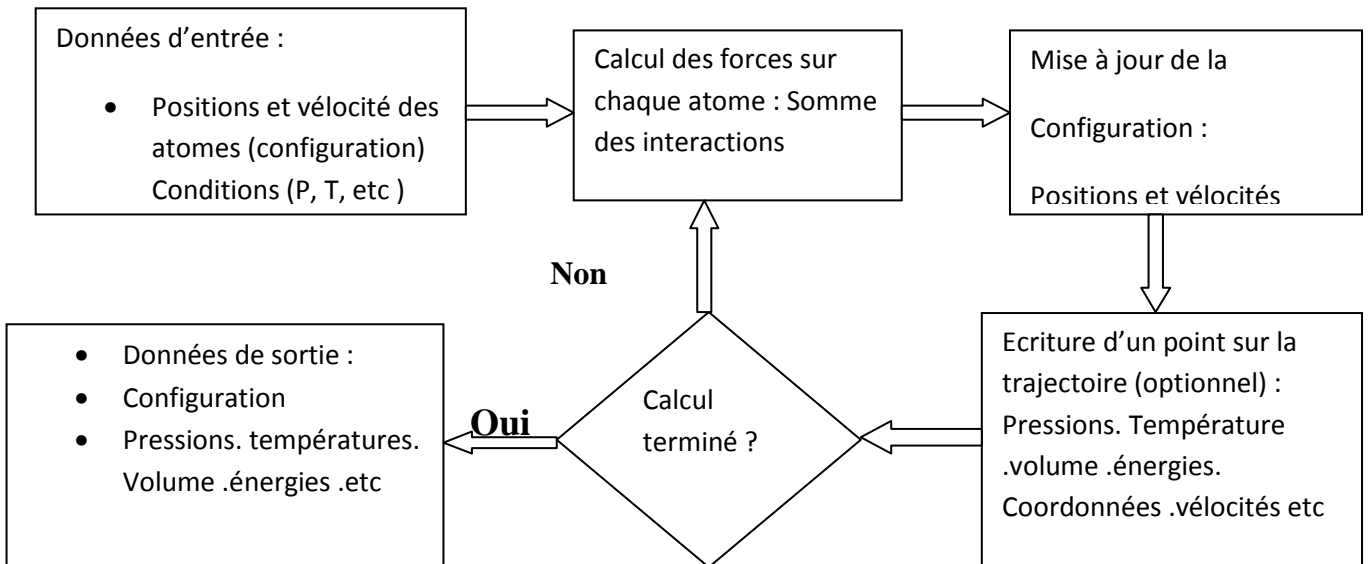 Données d'entrée :
• Positions et vélocité des
atomes (configuration)
Conditions (P, T, etc )
Calcul des forces sur
chaque atome : Somme
des interactions
Mise à jour de la
Configuration :
Positions et vélocités
Ecriture d'un point sur la
trajectoire (optionnel) :
Pressions. Température
.volume .énergies.
Coordonnées .vélocités etc
Calcul
terminé ?
Non
Oui
• Données de sortie :
• Configuration
• Pressions. températures.
Volume .énergies .etc